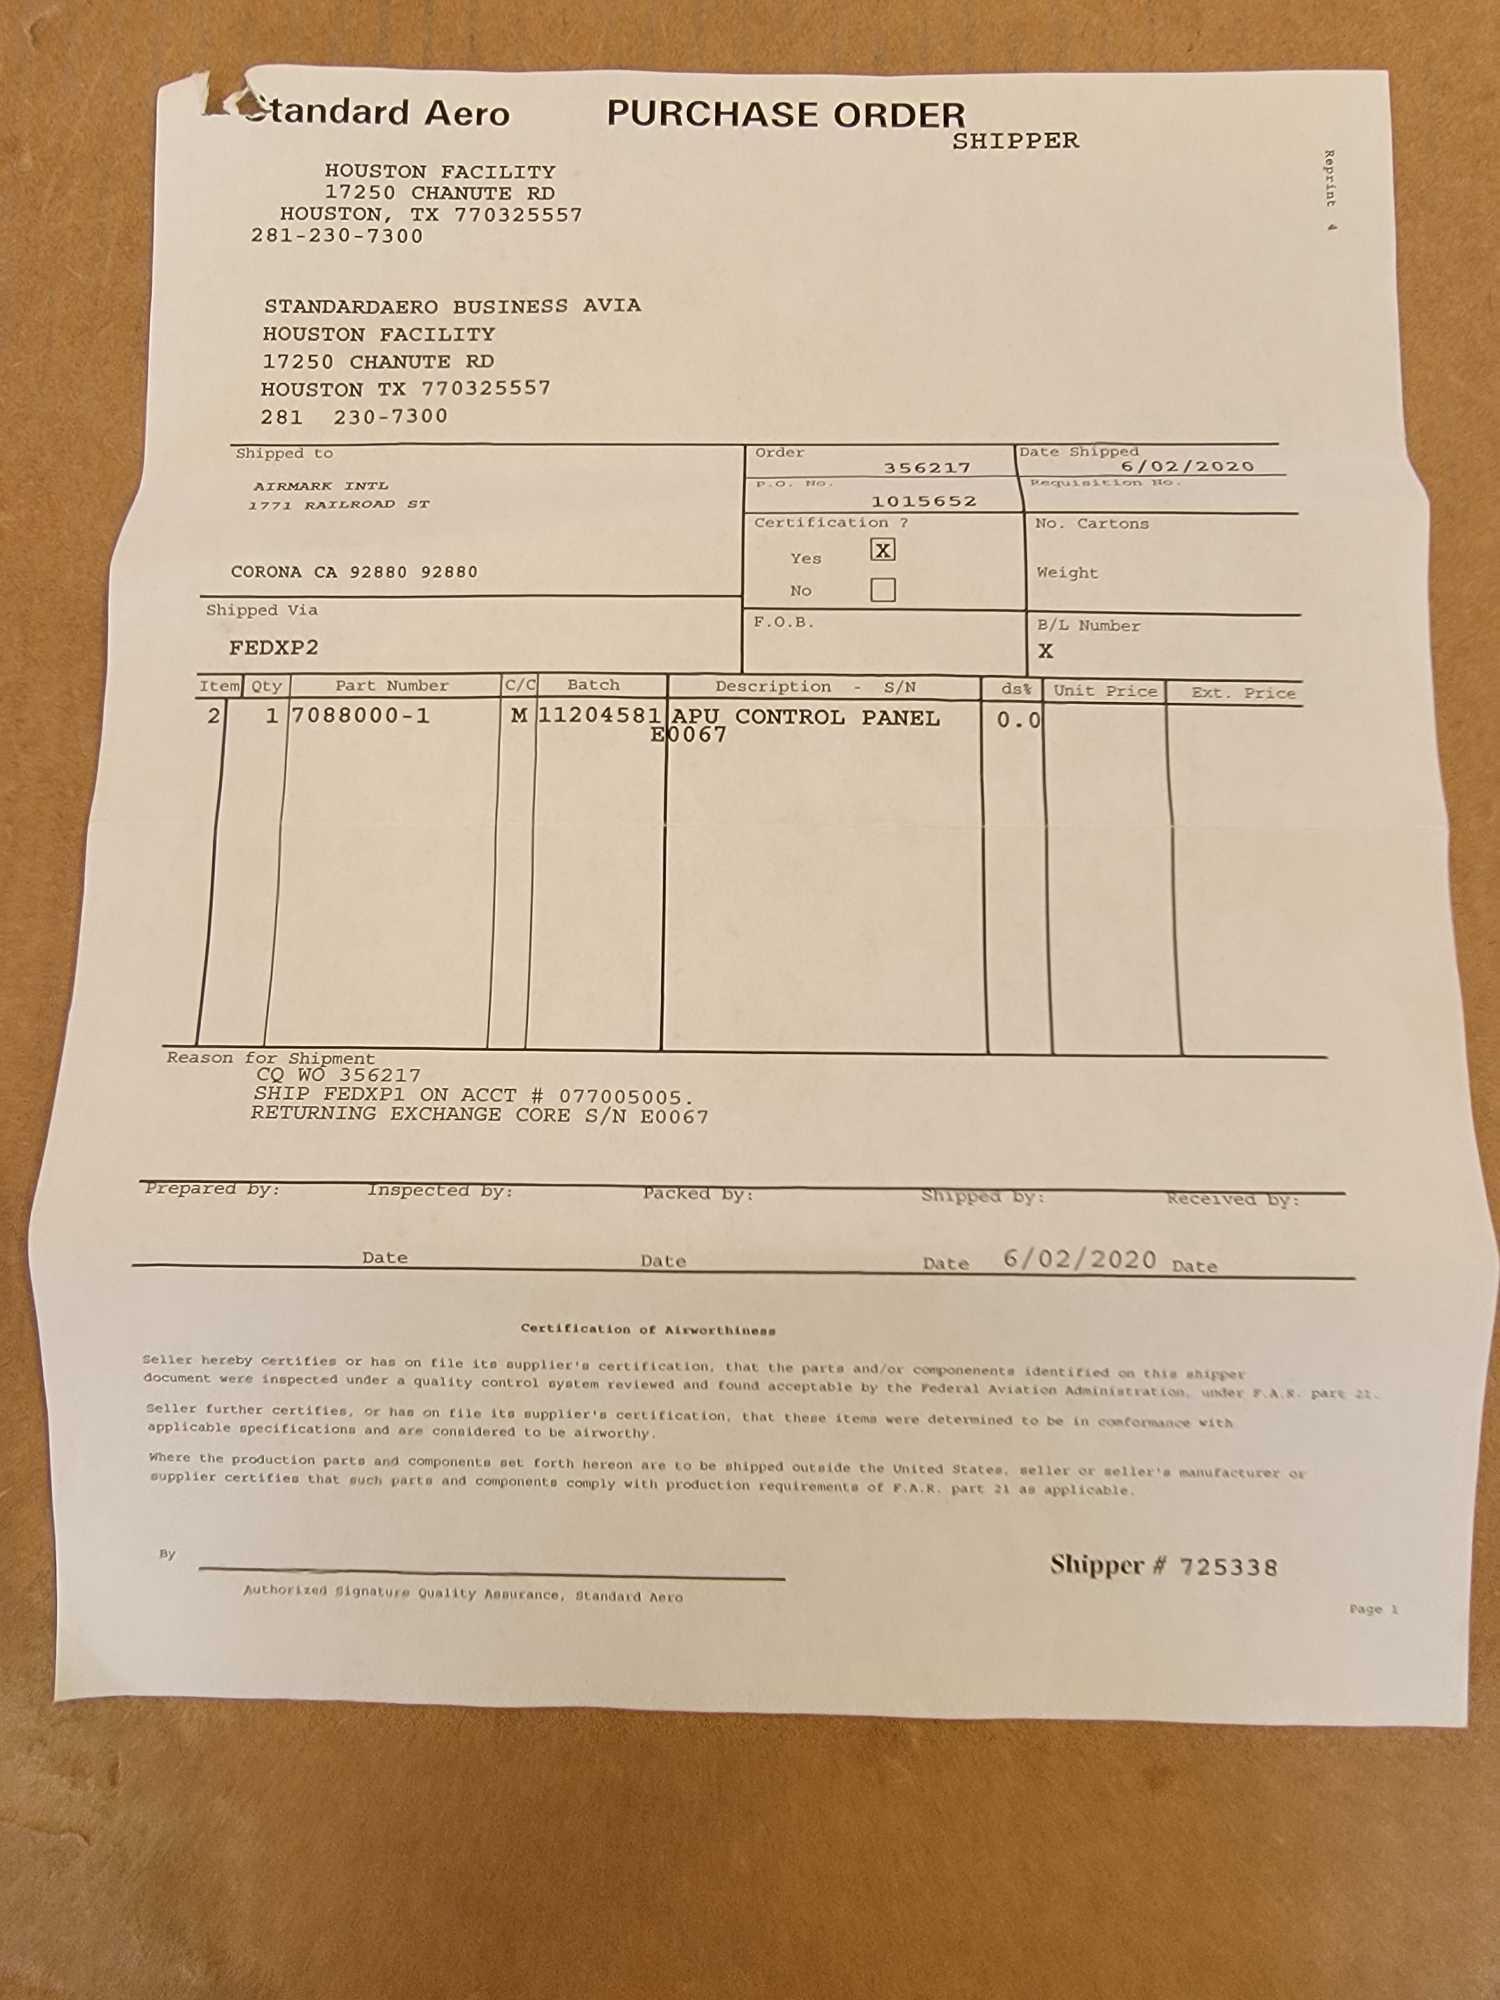 Standard Aero PURCHASE ORDER
SHIPPER
Reprint 4
HOUSTON FACILITY
17250 CHANUTE RD
HOUSTON, TX 770325557
281-230-7300
STANDARDAERO BUSINESS AVIA
HOUSTON FACILITY
17250 CHANUTE RD
HOUSTON TX 770325557
281 230-7300
Shipped to
AIRMARK INTL
1771 RAILROAD ST
CORONA CA 92880 92880
Order
356217
Date Shipped
6/02/2020
P.O. No.
1015652
Requisition No.
Certification ?
Yes X
No
No. Cartons
Weight
Shipped Via
FEDXP2
F.O.B.
B/L Number
X
Item Qty Part Number C/C Batch Description - S/N ds% Unit Price Ext. Price
2 1 7088000-1 M 11204581 APU CONTROL PANEL 0.0
E0067
Reason for Shipment
CQ WO 356217
SHIP FEDXP1 ON ACCT # 077005005.
RETURNING EXCHANGE CORE S/N E0067
Prepared by: Inspected by: Packed by: Shipped by: Received by:
Date Date Date 6/02/2020 Date
Certification of Airworthiness
Seller hereby certifies or has on file its supplier's certification, that the parts and/or componenents identified on this shipper
document were inspected under a quality control system reviewed and found acceptable by the Federal Aviation Administration, under F.A.R. part 21.
Seller further certifies, or has on file its supplier's certification, that these items were determined to be in comformance with
applicable specifications and are considered to be airworthy.
Where the production parts and components set forth hereon are to be shipped outside the United States, seller or seller's manufacturer or
supplier certifies that such parts and components comply with production requirements of F.A.R. part 21 as applicable.
By
Authorized Signature Quality Assurance, Standard Aero
Shipper # 725338
Page 1